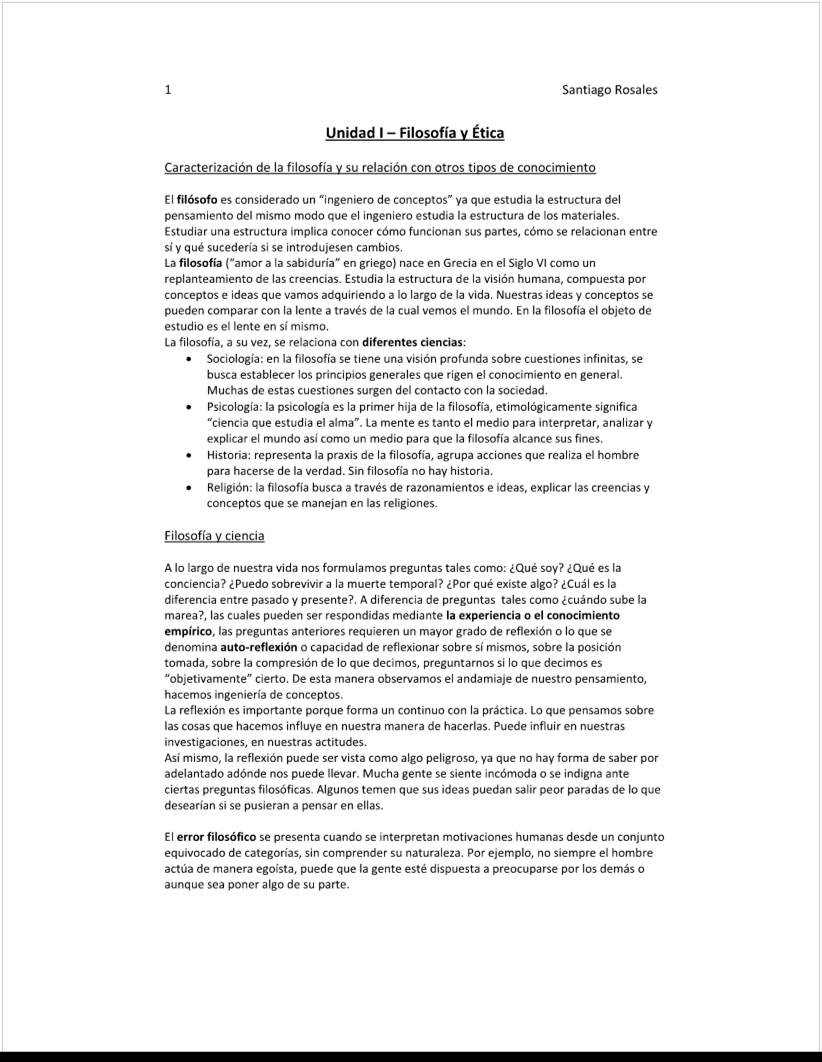 1 Santiago Rosales
Unidad I – Filosofía y Ética
Caracterización de la filosofía y su relación con otros tipos de conocimiento
El filósofo es considerado un “ingeniero de conceptos” ya que estudia la estructura del
pensamiento del mismo modo que el ingeniero estudia la estructura de los materiales.
Estudiar una estructura implica conocer cómo funcionan sus partes, cómo se relacionan entre
sí y qué sucedería si se introdujesen cambios.
La filosofía (“amor a la sabiduría” en griego) nace en Grecia en el Siglo VI como un
replanteamiento de las creencias. Estudia la estructura de la visión humana, compuesta por
conceptos e ideas que vamos adquiriendo a lo largo de la vida. Nuestras ideas y conceptos se
pueden comparar con la lente a través de la cual vemos el mundo. En la filosofía el objeto de
estudio es el lente en sí mismo.
La filosofía, a su vez, se relaciona con diferentes ciencias:
• Sociología: en la filosofía se tiene una visión profunda sobre cuestiones infinitas, se
busca establecer los principios generales que rigen el conocimiento en general.
Muchas de estas cuestiones surgen del contacto con la sociedad.
• Psicología: la psicología es la primer hija de la filosofía, etimológicamente significa
“ciencia que estudia el alma”. La mente es tanto el medio para interpretar, analizar y
explicar el mundo así como un medio para que la filosofía alcance sus fines.
• Historia: representa la praxis de la filosofía, agrupa acciones que realiza el hombre
para hacerse de la verdad. Sin filosofía no hay historia.
• Religión: la filosofía busca a través de razonamientos e ideas, explicar las creencias y
conceptos que se manejan en las religiones.
Filosofía y ciencia
A lo largo de nuestra vida nos formulamos preguntas tales como: ¿Qué soy? ¿Qué es la
conciencia? ¿Puedo sobrevivir a la muerte temporal? ¿Por qué existe algo? ¿Cuál es la
diferencia entre pasado y presente?. A diferencia de preguntas  tales como ¿cuándo sube la
marea?, las cuales pueden ser respondidas mediante la experiencia o el conocimiento
empírico, las preguntas anteriores requieren un mayor grado de reflexión o lo que se
denomina auto-reflexión o capacidad de reflexionar sobre sí mismos, sobre la posición
tomada, sobre la compresión de lo que decimos, preguntarnos si lo que decimos es
“objetivamente” cierto. De esta manera observamos el andamiaje de nuestro pensamiento,
hacemos ingeniería de conceptos.
La reflexión es importante porque forma un continuo con la práctica. Lo que pensamos sobre
las cosas que hacemos influye en nuestra manera de hacerlas. Puede influir en nuestras
investigaciones, en nuestras actitudes.
Así mismo, la reflexión puede ser vista como algo peligroso, ya que no hay forma de saber por
adelantado adónde nos puede llevar. Mucha gente se siente incómoda o se indigna ante
ciertas preguntas filosóficas. Algunos temen que sus ideas puedan salir peor paradas de lo que
desearían si se pusieran a pensar en ellas.
El error filosófico se presenta cuando se interpretan motivaciones humanas desde un conjunto
equivocado de categorías, sin comprender su naturaleza. Por ejemplo, no siempre el hombre
actúa de manera egoísta, puede que la gente esté dispuesta a preocuparse por los demás o
aunque sea poner algo de su parte.